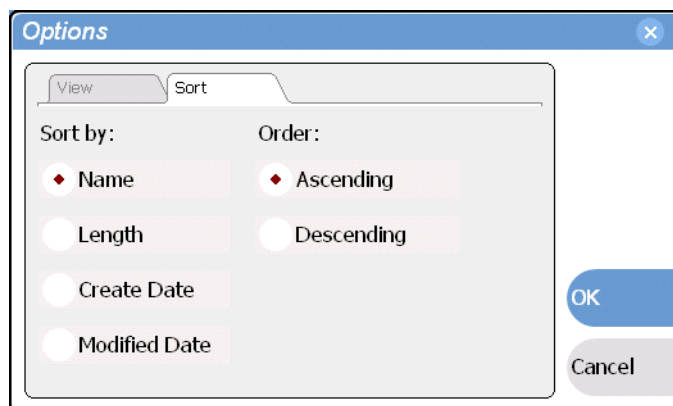 Options
View Sort
Sort by: Order:
Name Ascending
Length Descending
Create Date
Modified Date
OK
Cancel